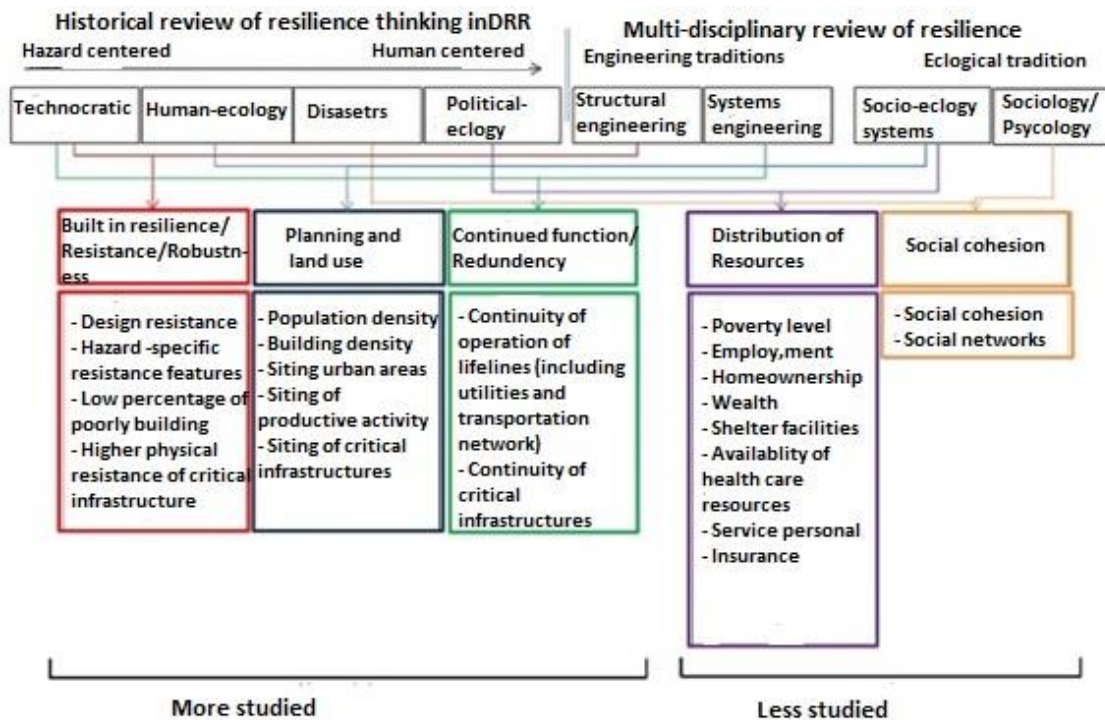 Historical review of resilience thinking inDRR
Multi-disciplinary review of resilience
Hazard centered
Human centered
Engineering traditions
Eclogical tradition
Technocratic
Human-ecology
Disasetrs
Political-
eclogy
Structural
engineering
Systems
engineering
Socio-eclogy
systems
Sociology/
Psycology
Built in resilience/
Resistance/Robustn-
ess
Planning and
land use
Continued function/
Redundency
Distribution of
Resources
Social cohesion
- Design resistance
- Hazard -specific
resistance features
- Low percentage of
poorly building
- Higher physical
resistance of critical
infrastructure
- Population density
- Building density
- Siting urban areas
- Siting of
productive activity
- Siting of critical
infrastructures
- Continuity of
operation of
lifelines (including
utilities and
transportation
network)
- Continuity of
critical
infrastructures
- Poverty level
- Employ,ment
- Homeownership
- Wealth
- Shelter facilities
- Availablity of
health care
resources
- Service personal
- Insurance
- Social cohesion
- Social networks
More studied
Less studied